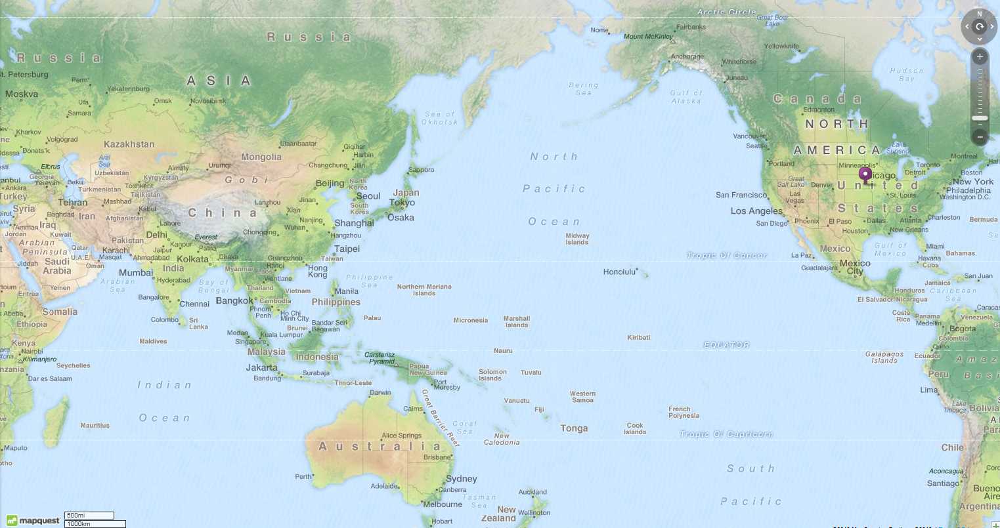 Arctic Circle
Great Bear
Lake
N
Nome
Fairbanks
Mount McKinley
Russia
Russia
Yellowknife
Anchorage
Whitehorse
Hudson
Bay
St. Petersburg
Perm'
ASIA
Juneau
Yekaterinburg
Bering
Sea
Gulf of
Alaska
Moskva
Ufa
Omsk
Novosibirsk
Canada
Samara
Edmonton
Sea of
Okhotsk
NORTH
AMERICA
Kharkov
Volgograd
Kazakhstan
Ulaanbaatar
Qiqihar
Harbin
Vancouver
Seattle
Lake
Superior
Donets'k
Odessa
Aral
Sea
Mongolia
North
Pacific
Ocean
Montreal
Elbrus
Almaty
Urumqi
Changchung
Jilin
Portland
Minneapolis
Toronto
Boston
Uzbekistan
Georgia
Yerevan
Baku
Kyrgyzstan
Gobi
Sapporo
Detroit
Great
Salt Lake
Denver
United
States
New York
Philadelphia
Washington D.C.
Ankara
Turkey
Turkmenistan
Toshkent
Tajikistan
Beijing
North
Korea
Seoul
South
Korea
Japan
Tokyo
Osaka
San Francisco
Las
Vegas
St. Louis
Tehran
Mashhad
Lanzhou
Jinan
Syria
Baghdad
Iran
Kabul
Afghanistan
China
Xian
Nanjing
Shanghai
Los Angeles
Phoenix
El Paso
Dallas
Atlanta
Charleston
Bermuda
Amman
Iraq
Jordan
Kuwait
Lahore
Delhi
Everest
Chongqing
Wuhan
Hangzhou
San Diego
Houston
New Orleans
Midway
Islands
Arabian
Peninsula
Qatar
U.A.E.
Pakistan
Karachi
Masqat
Jaipur
Kanpur
Patna
Taipei
Taiwan
Tropic Of Cancer
La Paz
Mexico
Gulf of
Mexico
Miami
Bahamas
Jiddah
Saudi
Arabia
Oman
Ahmadabad
Kolkata
Dhaka
Guangzhou
Hanoi
Hong
Kong
Honolulu
Guadalajara
Mexico
City
Havana
Cuba
Mumbai
India
Myanmar
Laos
Vientiane
Philippine
Sea
San Juan
Yemen
Arabian
Sea
Hyderabad
Bay of
Bengal
Thailand
Vietnam
Manila
Northern Mariana
Islands
Jamaica
Honduras
Caribbean
Sea
Eritrea
Bangalore
Chennai
Bangkok
Cambodia
Philippines
El Salvador
Nicaragua
Somalia
Phnom
Penh
Ho Chi
Minh City
Caracas
Ethiopia
Colombo
Sri
Lanka
Bandar Seri
Begawan
Brunei
Palau
Micronesia
Marshall
Islands
Costa
Rica
Panama
Medellin
Venezuela
Bogota
Medan
Kuala Lumpur
Singapore
Maldives
Kiribati
EQUATOR
Colombia
Quito
Kenya
Nairobi
Kilimanjaro
Malaysia
Indonesia
Carstensz
Pyramid
Nauru
Galápagos
Islands
Ecuador
Seychelles
Jakarta
Bandung
Surabaja
Papua
New Guinea
Solomon
Islands
Tuvalu
Peru
Dar es Salaam
Indian
Ocean
Timor-Leste
Port
Moresby
Lima
Darwin
Great Barrier Reef
Vanuatu
Fiji
Western
Samoa
Lake
Titicaca
Bolivia
Cairns
French
Polynesia
Mauritius
Coral
Sea
Tonga
Cook
Islands
Tropic Of Capricorn
Alice Springs
New
Caledonia
Maputo
Australia
Brisbane
Chile
South
Pacific
Perth
Sydney
Aconcagua
Adelaide
Canberra
Santiago
Tasman
Sea
Auckland
Melbourne
New
Zealand
Wellington
Argentina
Hobart
mapquest
500mi
1000km